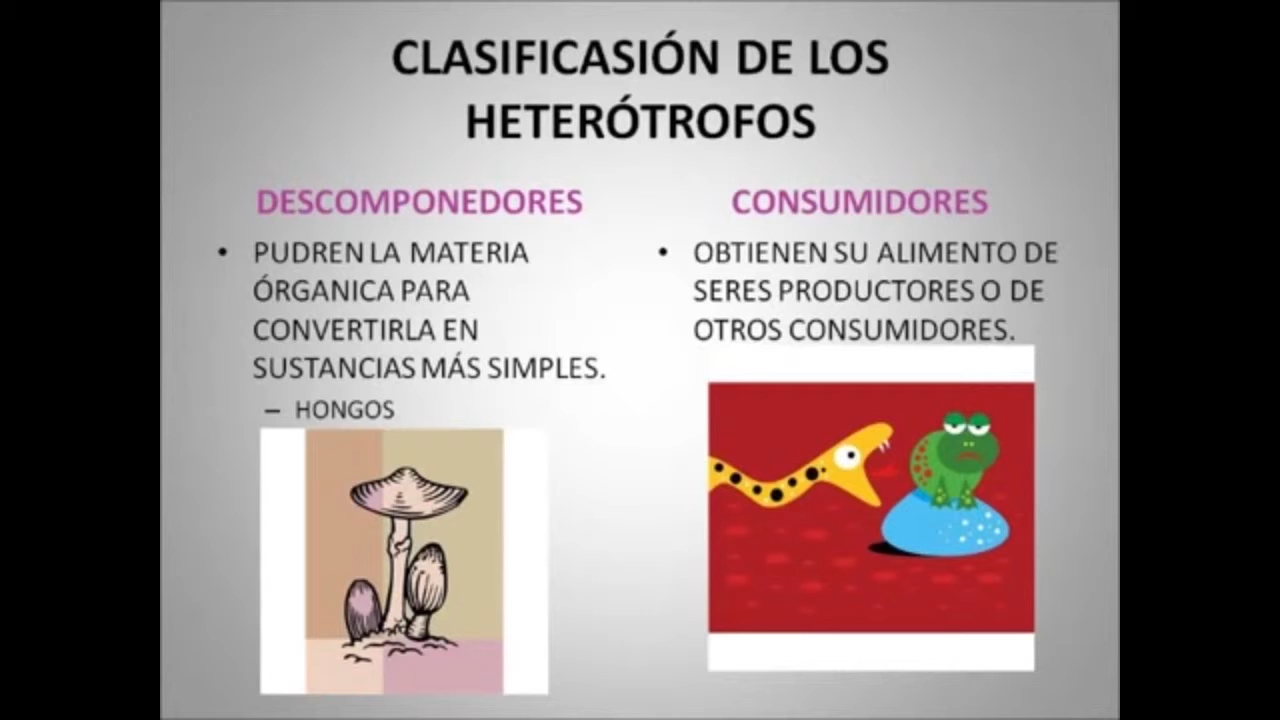 CLASIFICASIÓN DE LOS
HETERÓTROFOS
DESCOMPONEDORES
• PUDREN LA MATERIA
ÓRGANICA PARA
CONVERTIRLA EN
SUSTANCIAS MÁS SIMPLES.
– HONGOS
CONSUMIDORES
• OBTIENEN SU ALIMENTO DE
SERES PRODUCTORES O DE
OTROS CONSUMIDORES.